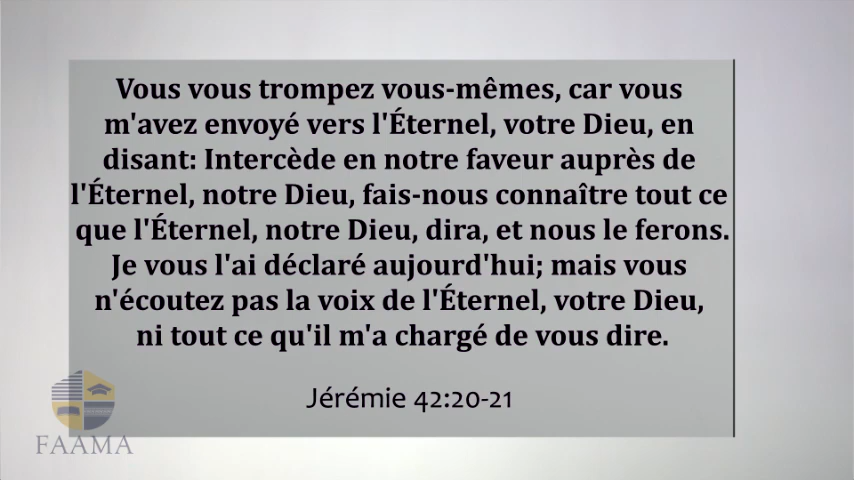 Vous vous trompez vous-mêmes, car vous
m'avez envoyé vers l'Éternel, votre Dieu, en
disant: Intercède en notre faveur auprès de
l'Éternel, notre Dieu, fais-nous connaître tout ce
que l'Éternel, notre Dieu, dira, et nous le ferons.
Je vous l'ai déclaré aujourd'hui; mais vous
n'écoutez pas la voix de l'Éternel, votre Dieu,
ni tout ce qu'il m'a chargé de vous dire.
Jérémie 42:20-21
FAAMA